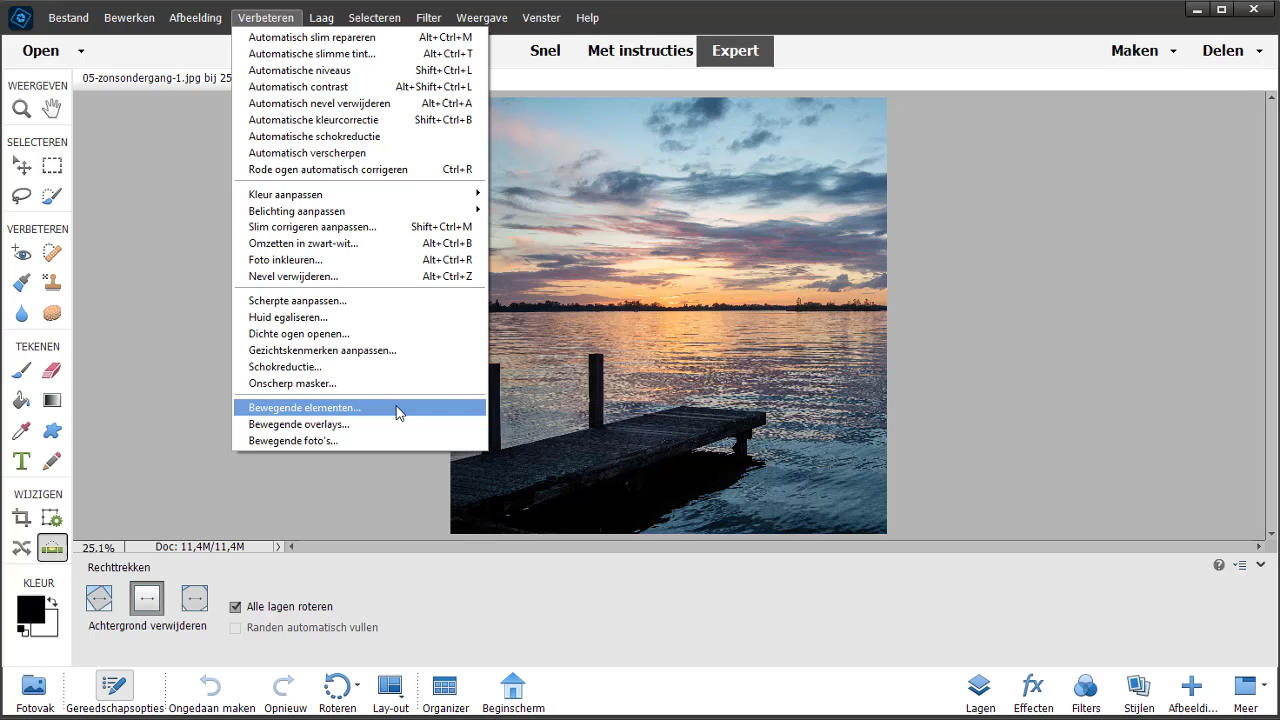 Bestand Bewerken Afbeelding Verbeteren Laag Selecteren Filter Weergave Venster Help
Open Snel Met instructies Expert Maken Delen
05-zonsondergang-1.jpg bij 25
WEERGEVEN
SELECTEREN
VERBETEREN
TEKENEN
WIJZIGEN
KLEUR
Automatisch slim repareren Alt+Ctrl+M
Automatische slimme tint... Alt+Ctrl+T
Automatische niveaus Shift+Ctrl+L
Automatisch contrast Alt+Shift+Ctrl+L
Automatisch nevel verwijderen Alt+Ctrl+A
Automatische kleurcorrectie Shift+Ctrl+B
Automatische schokreductie
Automatisch verscherpen
Rode ogen automatisch corrigeren Ctrl+R
Kleur aanpassen
Belichting aanpassen
Slim corrigeren aanpassen... Shift+Ctrl+M
Omzetten in zwart-wit... Alt+Ctrl+B
Foto inkleuren... Alt+Ctrl+R
Nevel verwijderen... Alt+Ctrl+Z
Scherpte aanpassen...
Huid egaliseren...
Dichte ogen openen...
Gezichtskenmerken aanpassen...
Schokreductie...
Onscherp masker...
Bewegende elementen...
Bewegende overlays...
Bewegende foto's...
25.1% Doc: 11,4M/11,4M
Rechttrekken
Achtergrond verwijderen
Alle lagen roteren
Randen automatisch vullen
Fotovak Gereedschapsopties Ongedaan maken Opnieuw Roteren Lay-out Organizer Beginscherm Lagen Effecten Filters Stijlen Afbeeldi... Meer